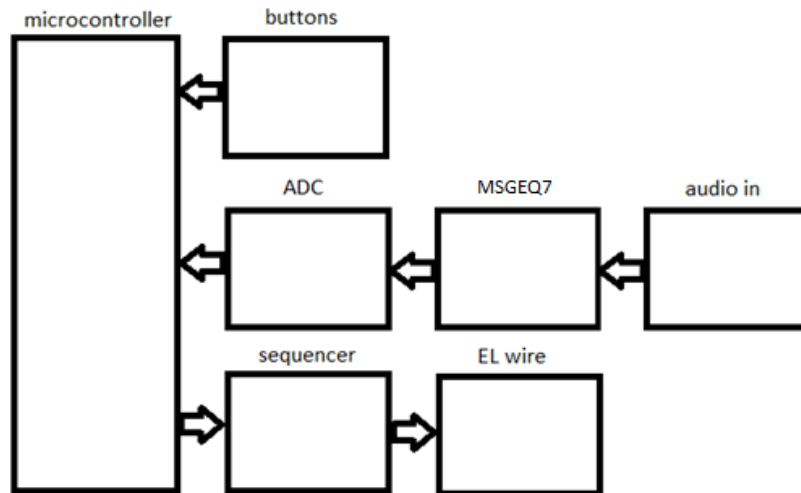 microcontroller
buttons
ADC
MSGEQ7
audio in
sequencer
EL wire